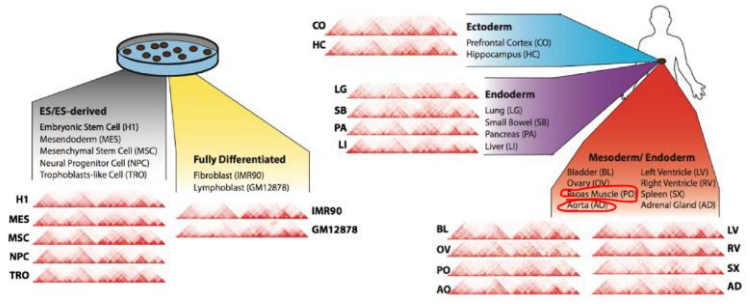 ES/ES-derived
Embryonic Stem Cell (H1)
Mesendoderm (MES)
Mesenchymal Stem Cell (MSC)
Neural Progenitor Cell (NPC)
Trophoblasts-like Cell (TRO)
Fully Differentiated
Fibroblast (IMR90)
Lymphoblast (GM12878)
H1
MES
MSC
NPC
TRO
IMR90
GM12878
CO
HC
Ectoderm
Prefrontal Cortex (CO)
Hippocampus (HC)
LG
SB
PA
LI
Endoderm
Lung (LG)
Small Bowel (SB)
Pancreas (PA)
Liver (LI)
Mesoderm/ Endoderm
Bladder (BL) Left Ventricle (LV)
Ovary (OV) Right Ventricle (RV)
Psoas Muscle (PO) Spleen (SX)
Aorta (AO) Adrenal Gland (AD)
BL
OV
PO
AO
LV
RV
SX
AD